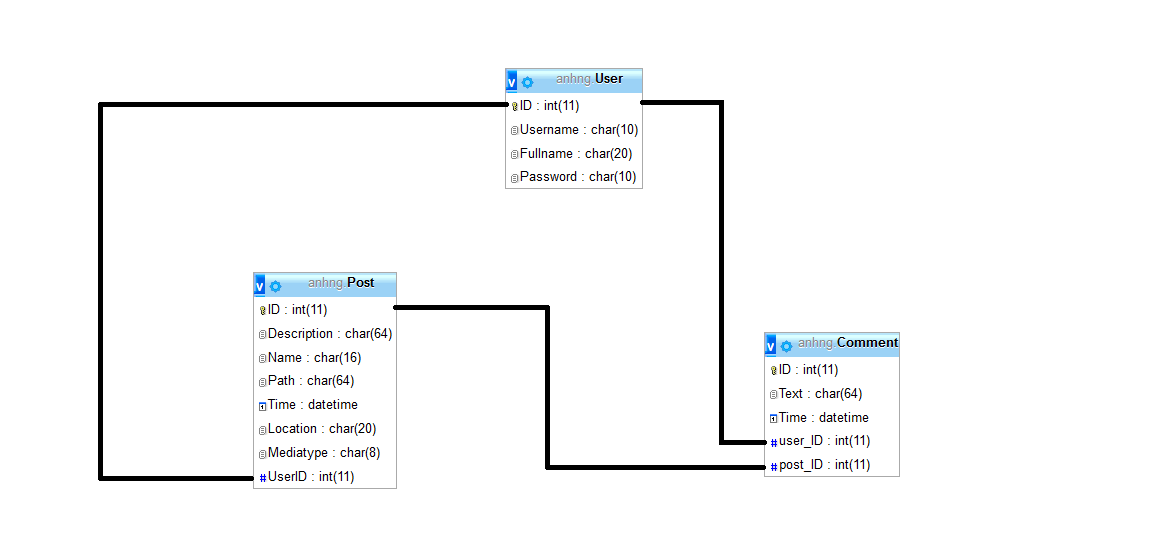 anhng.User
ID : int(11)
Username : char(10)
Fullname : char(20)
Password : char(10)
anhng.Post
ID : int(11)
Description : char(64)
Name : char(16)
Path : char(64)
Time : datetime
Location : char(20)
Mediatype : char(8)
UserID : int(11)
anhng.Comment
ID : int(11)
Text : char(64)
Time : datetime
user_ID : int(11)
post_ID : int(11)